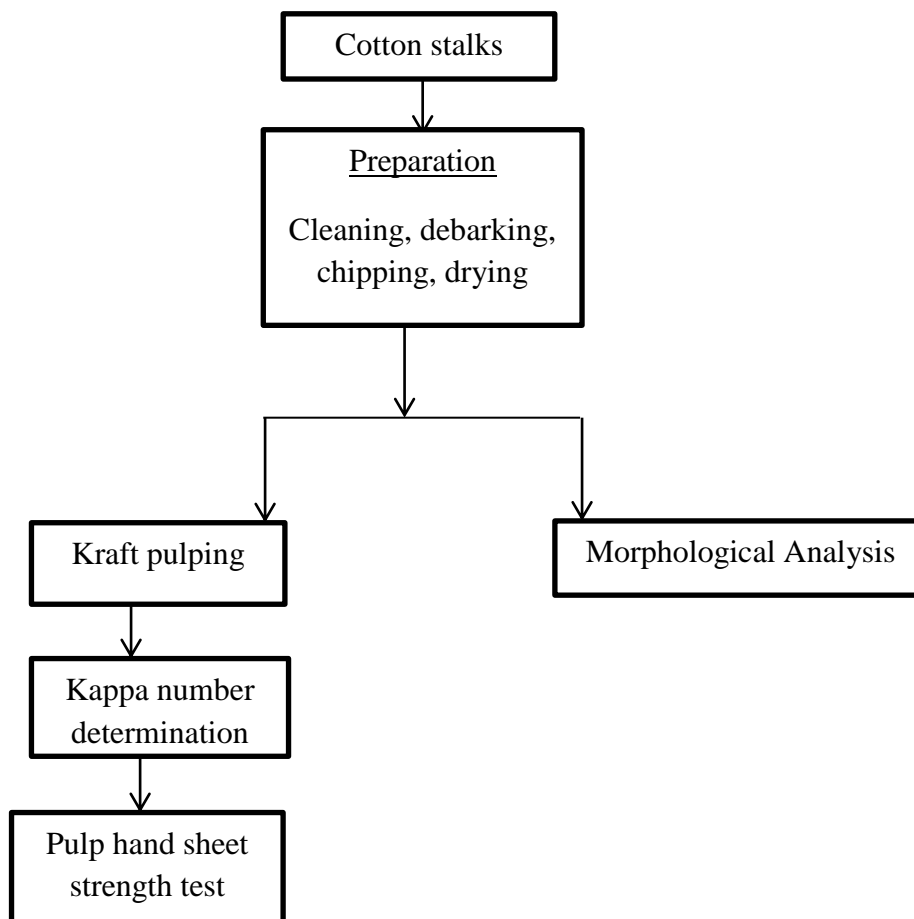 Cotton stalks
Preparation
Cleaning, debarking,
chipping, drying
Kraft pulping
Morphological Analysis
Kappa number
determination
Pulp hand sheet
strength test